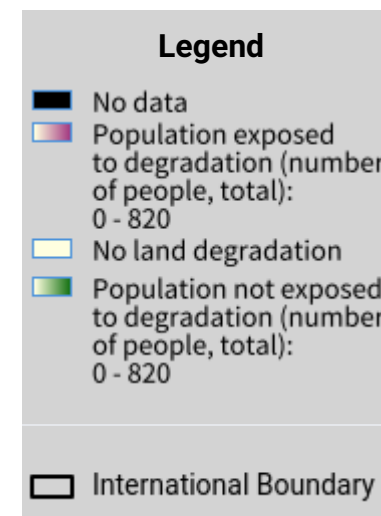 Legend
No data
Population exposed
to degradation (number
of people, total):
0 - 820
No land degradation
Population not exposed
to degradation (number
of people, total):
0 - 820
International Boundary